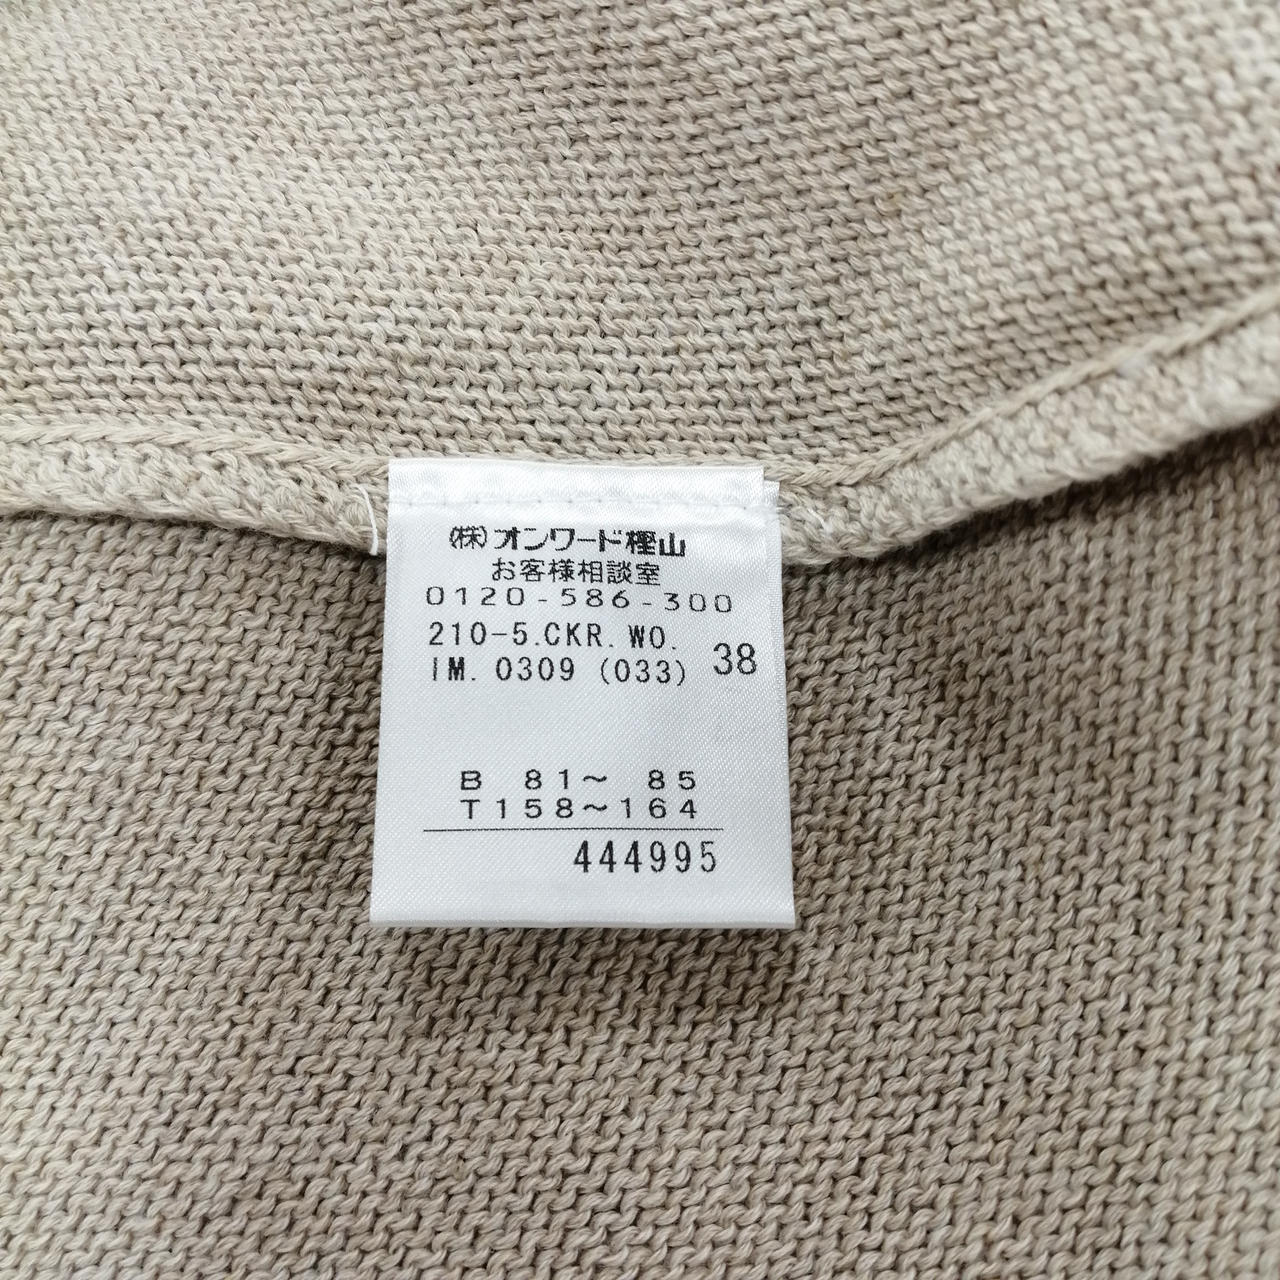 (株)オンワード樫山
お客様相談室
0120-586-300
210-5.CKR.WO.
IM. 0309 (033) 38
B 81~ 85
T158~164
444995